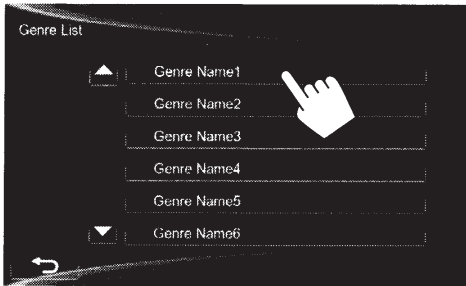 Genre List
Genre Name1
Genre Name2
Genre Name3
Genre Name4
Genre Name5
Genre Name6